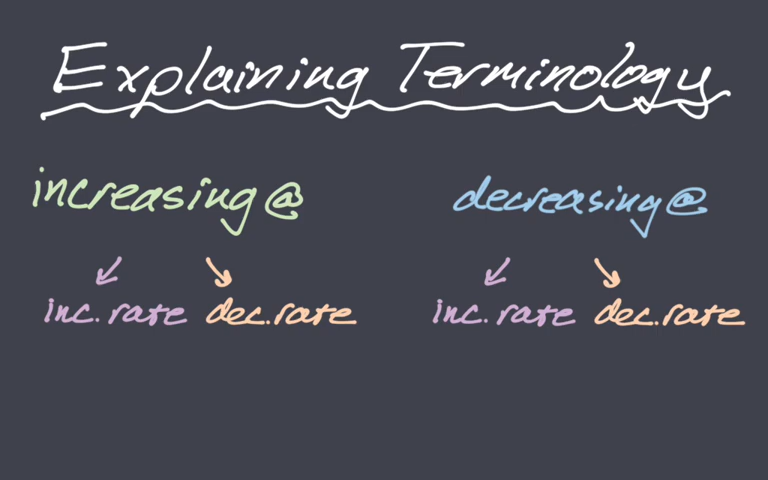 Explaining Terminology
increasing @ decreasing @
inc. rate dec. rate inc. rate dec. rate